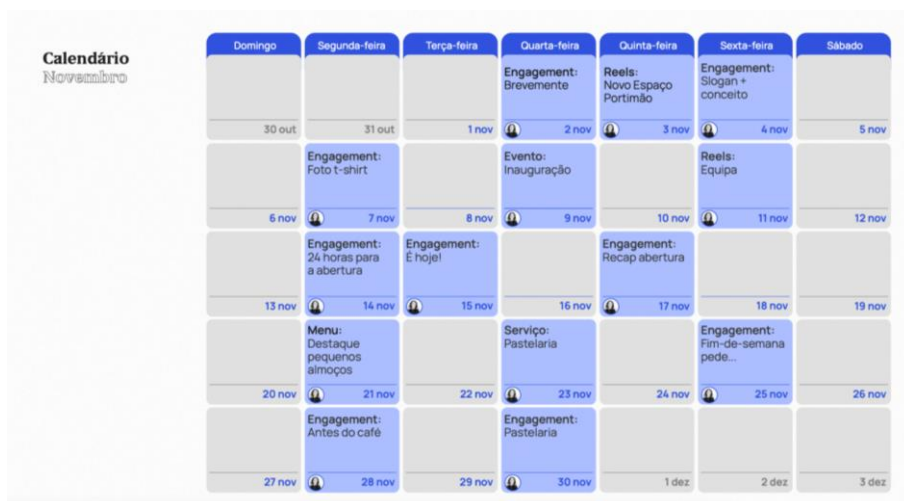 Calendário
Novembro
Domingo Segunda-feira Terça-feira Quarta-feira Quinta-feira Sexta-feira Sábado
Engagement:
Brevemente
Reels:
Novo Espaço
Portimão
Engagement:
Slogan +
conceito
30 out 31 out 1 nov 2 nov 3 nov 4 nov 5 nov
Engagement:
Foto t-shirt
Evento:
Inauguração
Reels:
Equipa
6 nov 7 nov 8 nov 9 nov 10 nov 11 nov 12 nov
Engagement:
24 horas para
a abertura
Engagement:
É hoje!
Engagement:
Recap abertura
13 nov 14 nov 15 nov 16 nov 17 nov 18 nov 19 nov
Menu:
Destaque
pequenos
almoços
Serviço:
Pastelaria
Engagement:
Fim-de-semana
pede...
20 nov 21 nov 22 nov 23 nov 24 nov 25 nov 26 nov
Engagement:
Antes do café
Engagement:
Pastelaria
27 nov 28 nov 29 nov 30 nov 1 dez 2 dez 3 dez